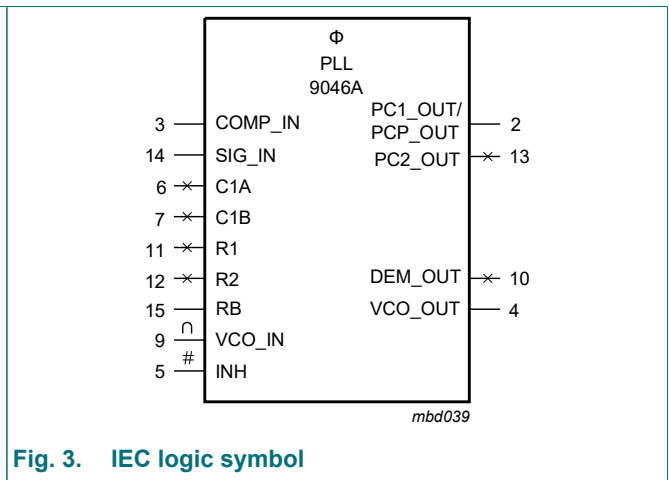 Φ
PLL
9046A
3 COMP_IN
14 SIG_IN
6 C1A
7 C1B
11 R1
12 R2
15 RB
9 ∩ VCO_IN
5 # INH
PC1_OUT/
PCP_OUT 2
PC2_OUT 13
DEM_OUT 10
VCO_OUT 4
mbd039
Fig. 3. IEC logic symbol